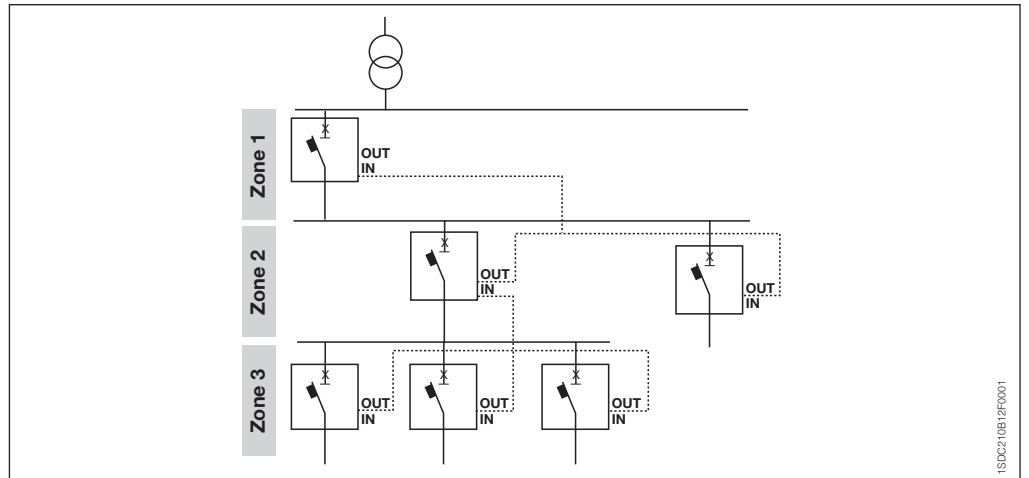 Zone 1
OUT
IN
Zone 2
OUT
IN
OUT
IN
Zone 3
OUT
IN
OUT
IN
OUT
IN
1SDC210B12F0001